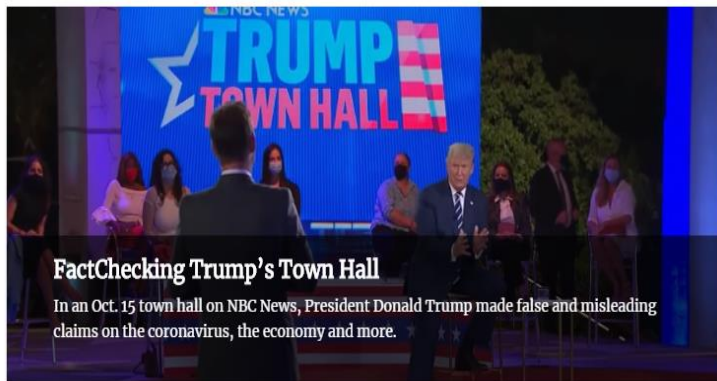 NBC NEWS
TRUMP
TOWN HALL
FactChecking Trump’s Town Hall
In an Oct. 15 town hall on NBC News, President Donald Trump made false and misleading
claims on the coronavirus, the economy and more.